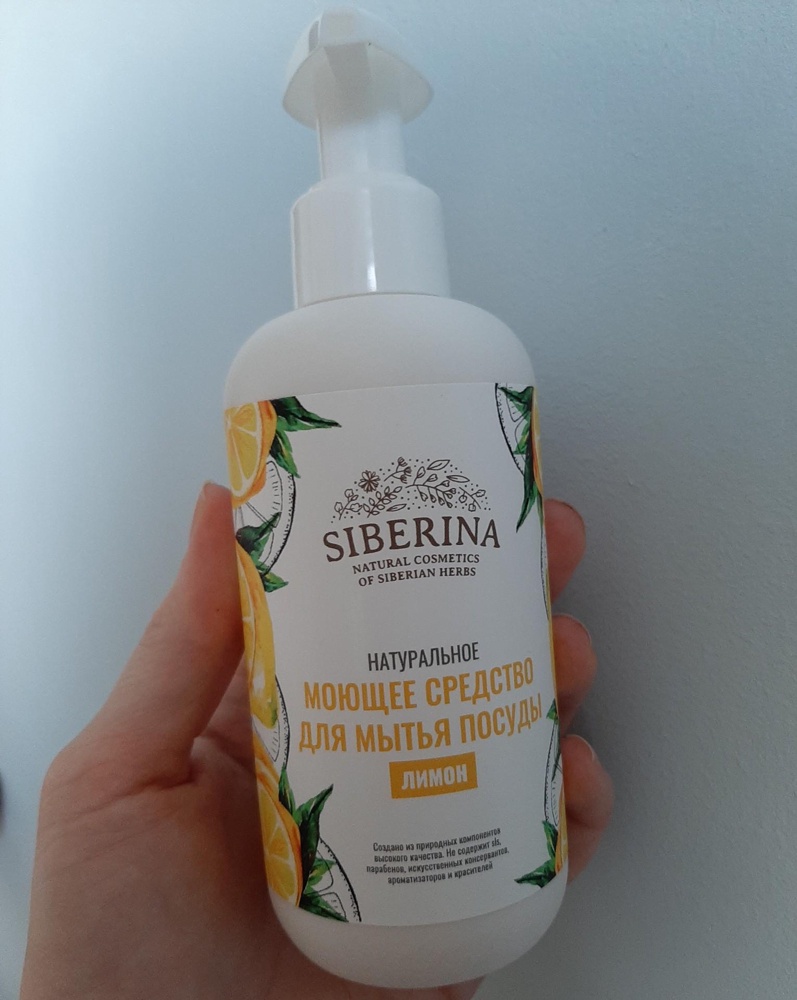 SIBERINA
NATURAL COSMETICS
OF SIBERIAN HERBS
НАТУРАЛЬНОЕ
МОЮЩЕЕ СРЕДСТВО
ДЛЯ МЫТЬЯ ПОСУДЫ
ЛИМОН
Создано из природных компонентов
высокого качества. Не содержит sls,
парабенов, искусственных консервантов,
ароматизаторов и красителей